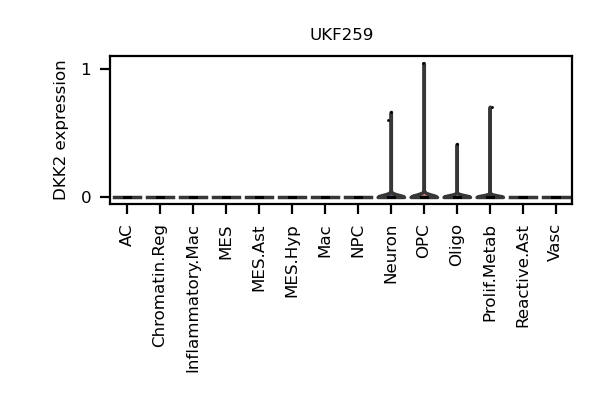 UKF259
DKK2 expression
1
0
AC
Chromatin.Reg
Inflammatory.Mac
MES
MES.Ast
MES.Hyp
Mac
NPC
Neuron
OPC
Oligo
Prolif.Metab
Reactive.Ast
Vasc